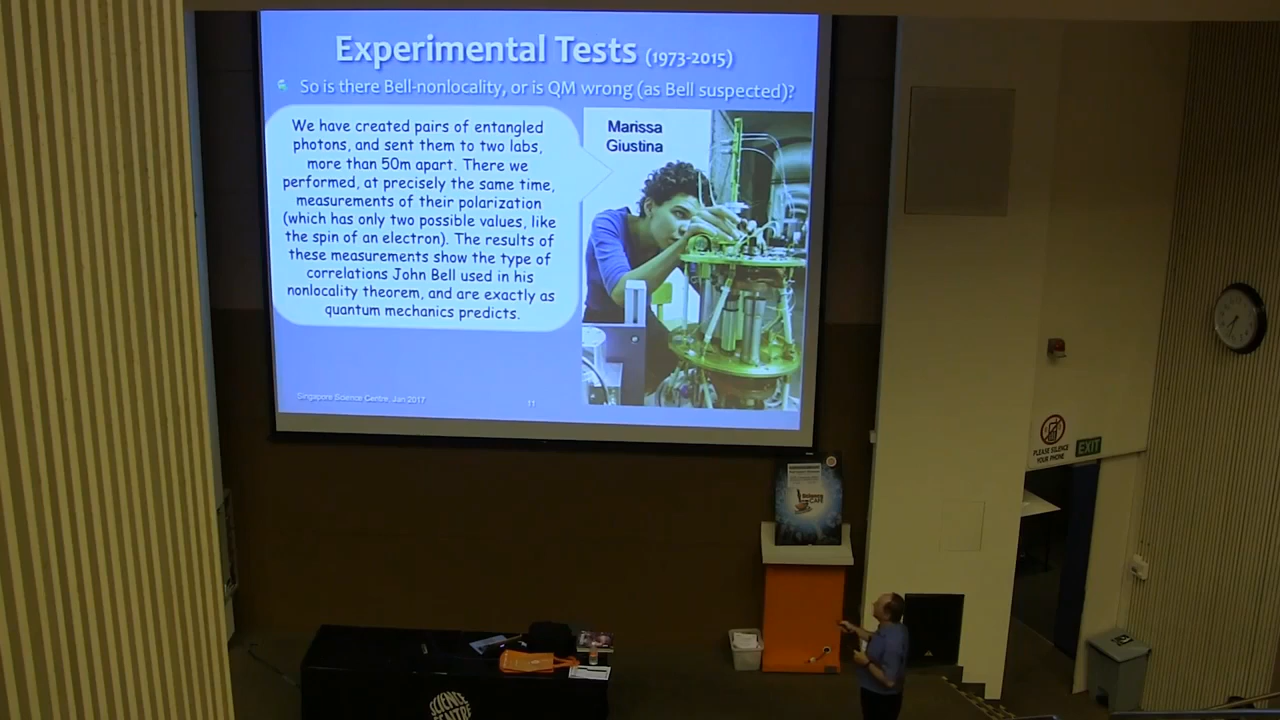 Experimental Tests (1973-2015)
So is there Bell-nonlocality, or is QM wrong (as Bell suspected)?
We have created pairs of entangled
photons, and sent them to two labs,
more than 50m apart. There we
performed, at precisely the same time,
measurements of their polarization
(which has only two possible values, like
the spin of an electron). The results of
these measurements show the type of
correlations John Bell used in his
nonlocality theorem, and are exactly as
quantum mechanics predicts.
Marissa
Giustina
Singapore Science Centre, Jan 2017
11
PLEASE SILENCE
YOUR PHONE
EXIT
SCIENCE
CENTRE